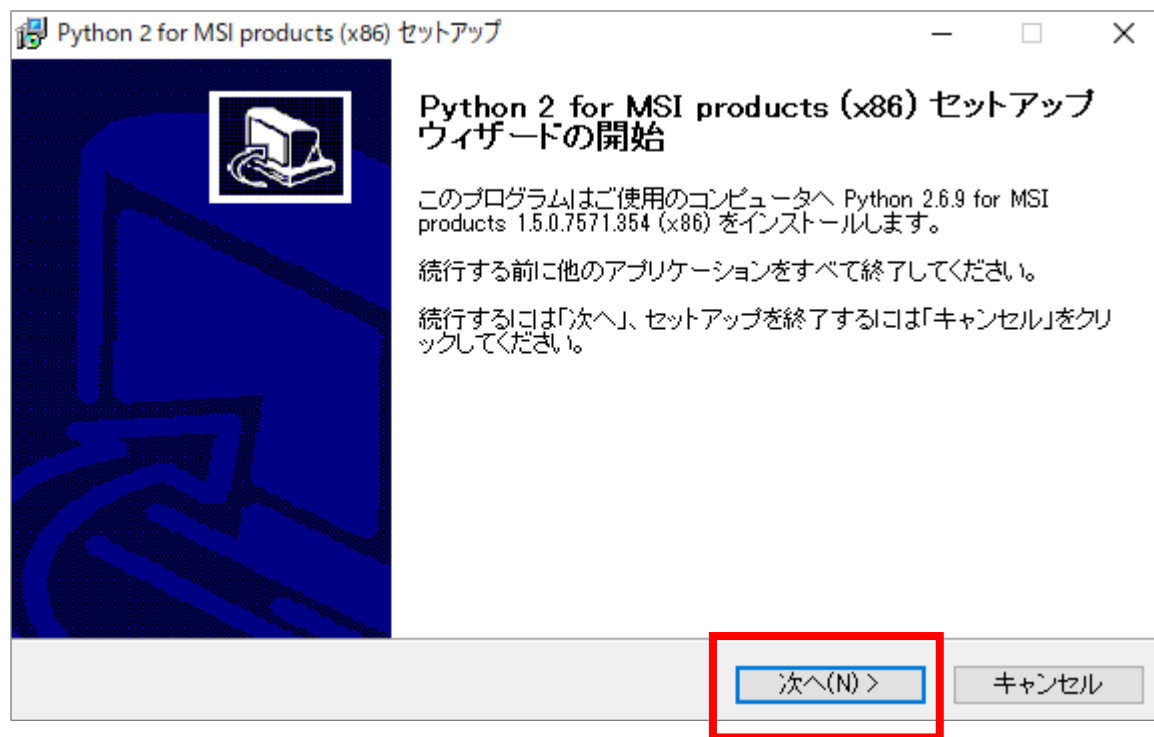 Python 2 for MSI products (x86) セットアップ
Python 2 for MSI products (x86) セットアップ
ウィザードの開始
このプログラムはご使用のコンピュータへ Python 2.6.9 for MSI
products 1.5.0.7571.354 (x86) をインストールします。
続行する前に他のアプリケーションをすべて終了してください。
続行するには「次へ」、セットアップを終了するには「キャンセル」をクリ
ックしてください。
次へ(N) >
キャンセル